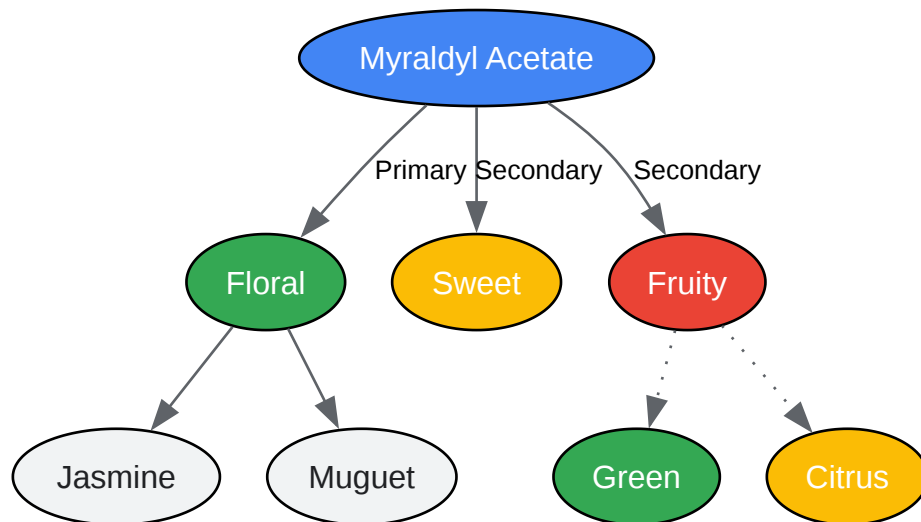 Myraldyl Acetate
Primary
Secondary
Secondary
Floral
Sweet
Fruity
Jasmine
Muguet
Green
Citrus